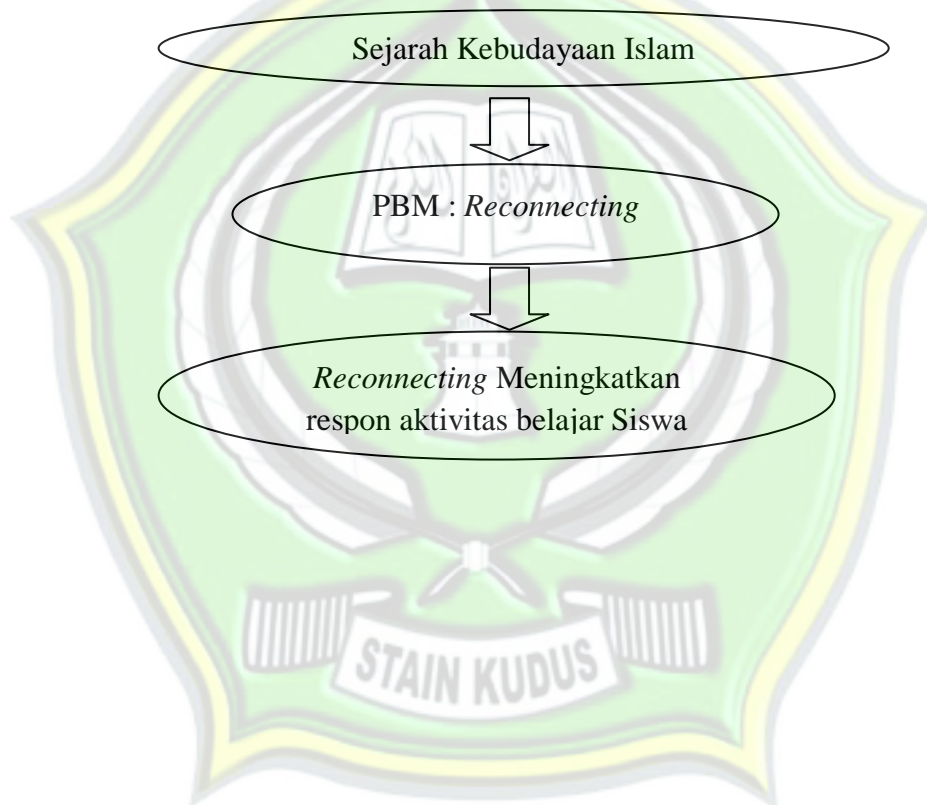 Sejarah Kebudayaan Islam
PBM : Reconnecting
Reconnecting Meningkatkan
respon aktivitas belajar Siswa
STAIN KUDUS